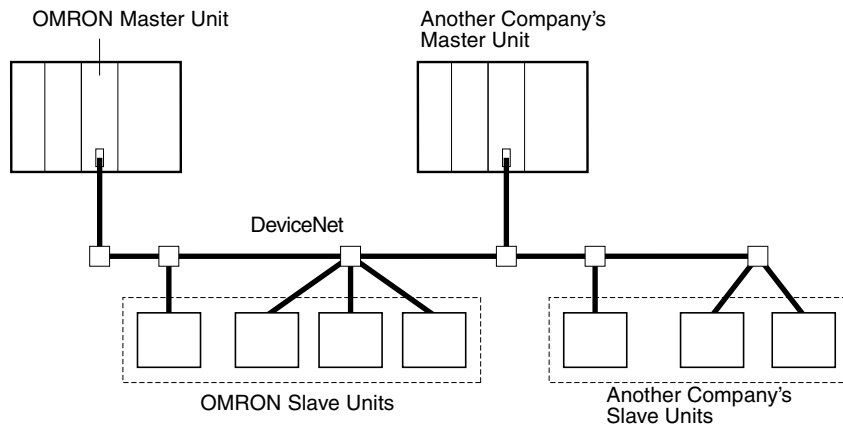 OMRON Master Unit
Another Company's
Master Unit
DeviceNet
OMRON Slave Units
Another Company's
Slave Units